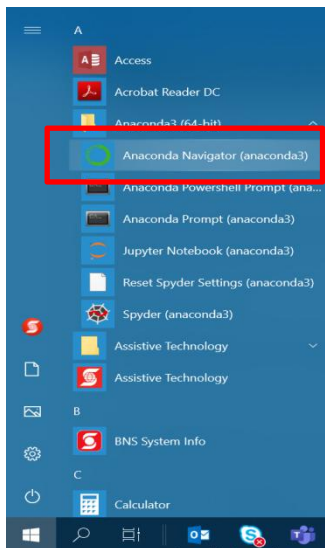 A
Access
Acrobat Reader DC
Anaconda3 (64-bit)
Anaconda Navigator (anaconda3)
Anaconda Powershell Prompt (ana...
Anaconda Prompt (anaconda3)
Jupyter Notebook (anaconda3)
Reset Spyder Settings (anaconda3)
Spyder (anaconda3)
Assistive Technology
Assistive Technology
B
BNS System Info
C
Calculator